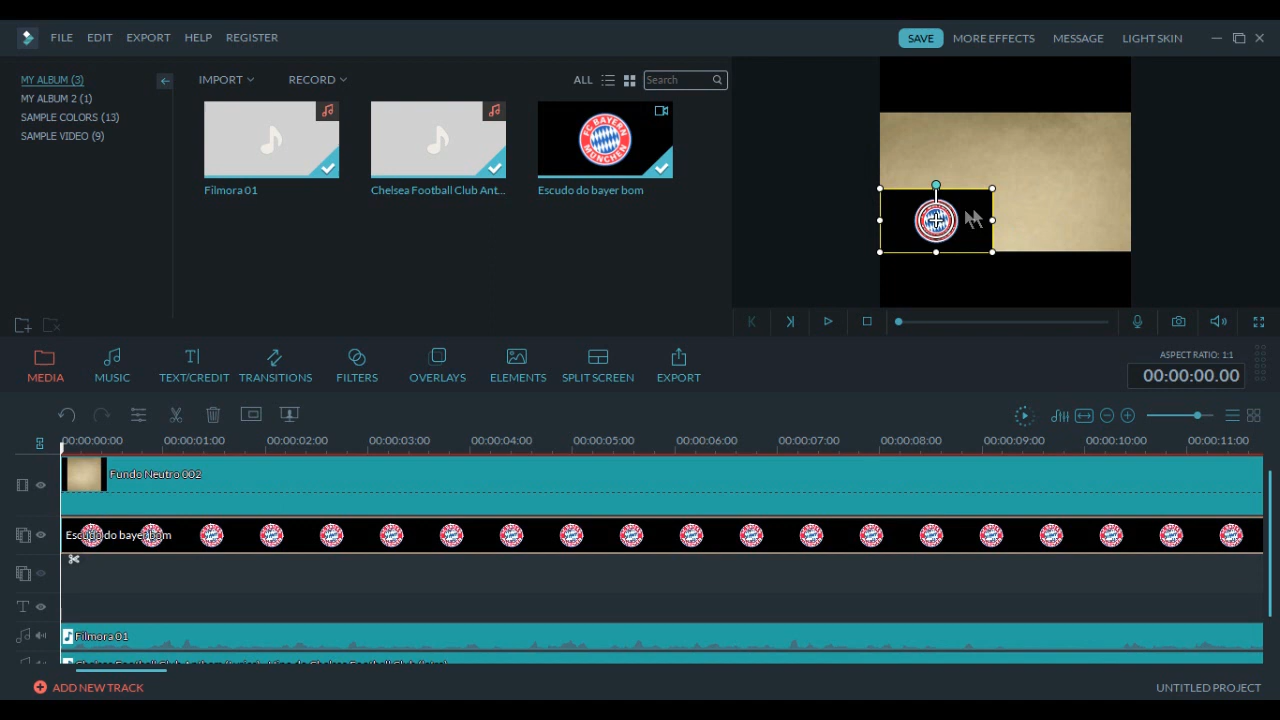 FILE EDIT EXPORT HELP REGISTER SAVE MORE EFFECTS MESSAGE LIGHT SKIN
MY ALBUM (3)
MY ALBUM 2 (1)
SAMPLE COLORS (13)
SAMPLE VIDEO (9)
IMPORT RECORD ALL Search
FC BAYERN
MÜNCHEN
Filmora 01 Chelsea Football Club Ant... Escudo do bayer bom
ASPECT RATIO: 1:1
00:00:00.00
MEDIA MUSIC TEXT/CREDIT TRANSITIONS FILTERS OVERLAYS ELEMENTS SPLIT SCREEN EXPORT
00:00:00:00 00:00:01:00 00:00:02:00 00:00:03:00 00:00:04:00 00:00:05:00 00:00:06:00 00:00:07:00 00:00:08:00 00:00:09:00 00:00:10:00 00:00:11:00
Fundo Neutro 002
Escudo do bayer bom
T
Filmora 01
ADD NEW TRACK UNTITLED PROJECT